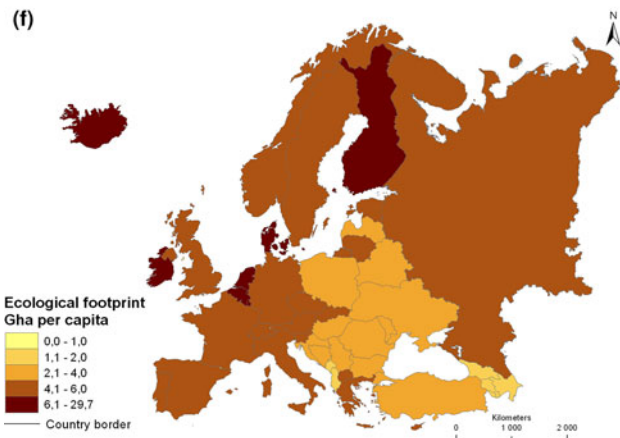 (f)
N
Ecological footprint
Gha per capita
0,0 - 1,0
1,1 - 2,0
2,1 - 4,0
4,1 - 6,0
6,1 - 29,7
Country border
Kilometers
0 1 000 2 000